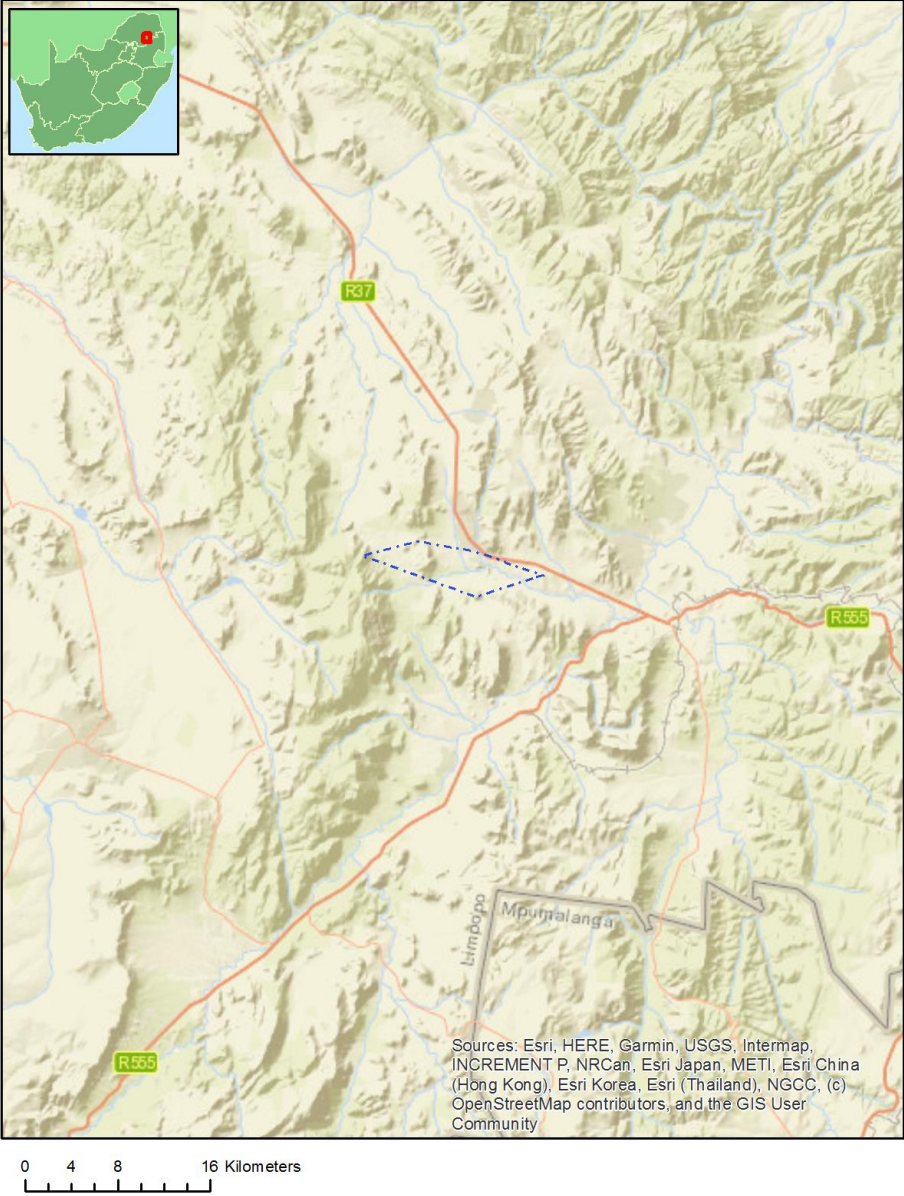 R37
R555
Limpopo
Mpumalanga
R555
Sources: Esri, HERE, Garmin, USGS, Intermap,
INCREMENT P, NRCan, Esri Japan, METI, Esri China
(Hong Kong), Esri Korea, Esri (Thailand), NGCC, (c)
OpenStreetMap contributors, and the GIS User
Community
0 4 8 16 Kilometers